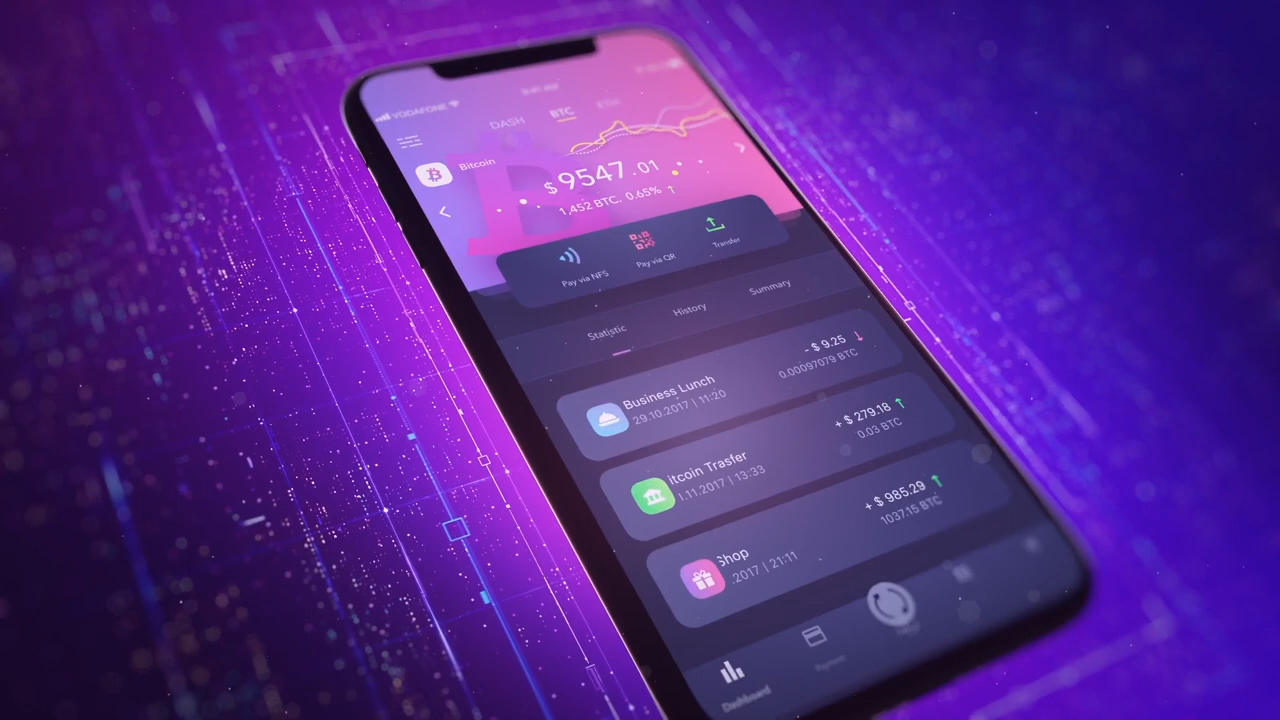 VODAFONE
DASH BTC ETH
Bitcoin
$ 9547.01
1,452 BTC. 0.65% ↑
Pay via NFS Pay via QR Transfer
Statistic History Summary
Business Lunch - $ 9.25 ↓
29.10.2017 | 11:20 0.00097079 BTC
itcoin Trasfer + $ 279.18 ↑
1.11.2017 | 13:33 0.03 BTC
Shop + $ 985.29 ↑
.2017 | 21:11 1037.15 BTC
Dashboard